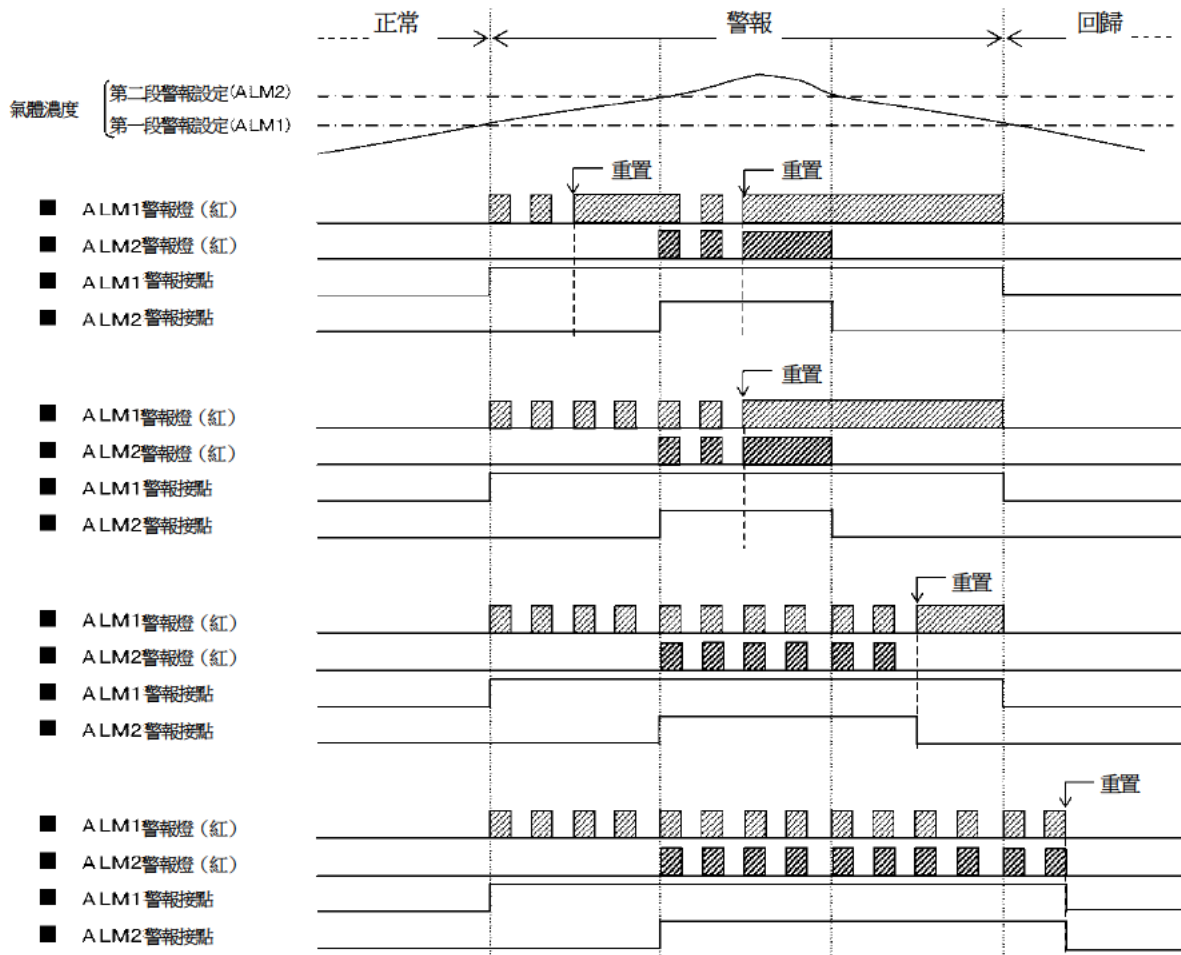 正常 警報 回歸
氣體濃度
第二段警報設定(ALM2)
第一段警報設定(ALM1)
重置 重置
■ ALM1警報燈（紅）
■ ALM2警報燈（紅）
■ ALM1警報接點
■ ALM2警報接點
重置
■ ALM1警報燈（紅）
■ ALM2警報燈（紅）
■ ALM1警報接點
■ ALM2警報接點
重置
■ ALM1警報燈（紅）
■ ALM2警報燈（紅）
■ ALM1警報接點
■ ALM2警報接點
重置
■ ALM1警報燈（紅）
■ ALM2警報燈（紅）
■ ALM1警報接點
■ ALM2警報接點